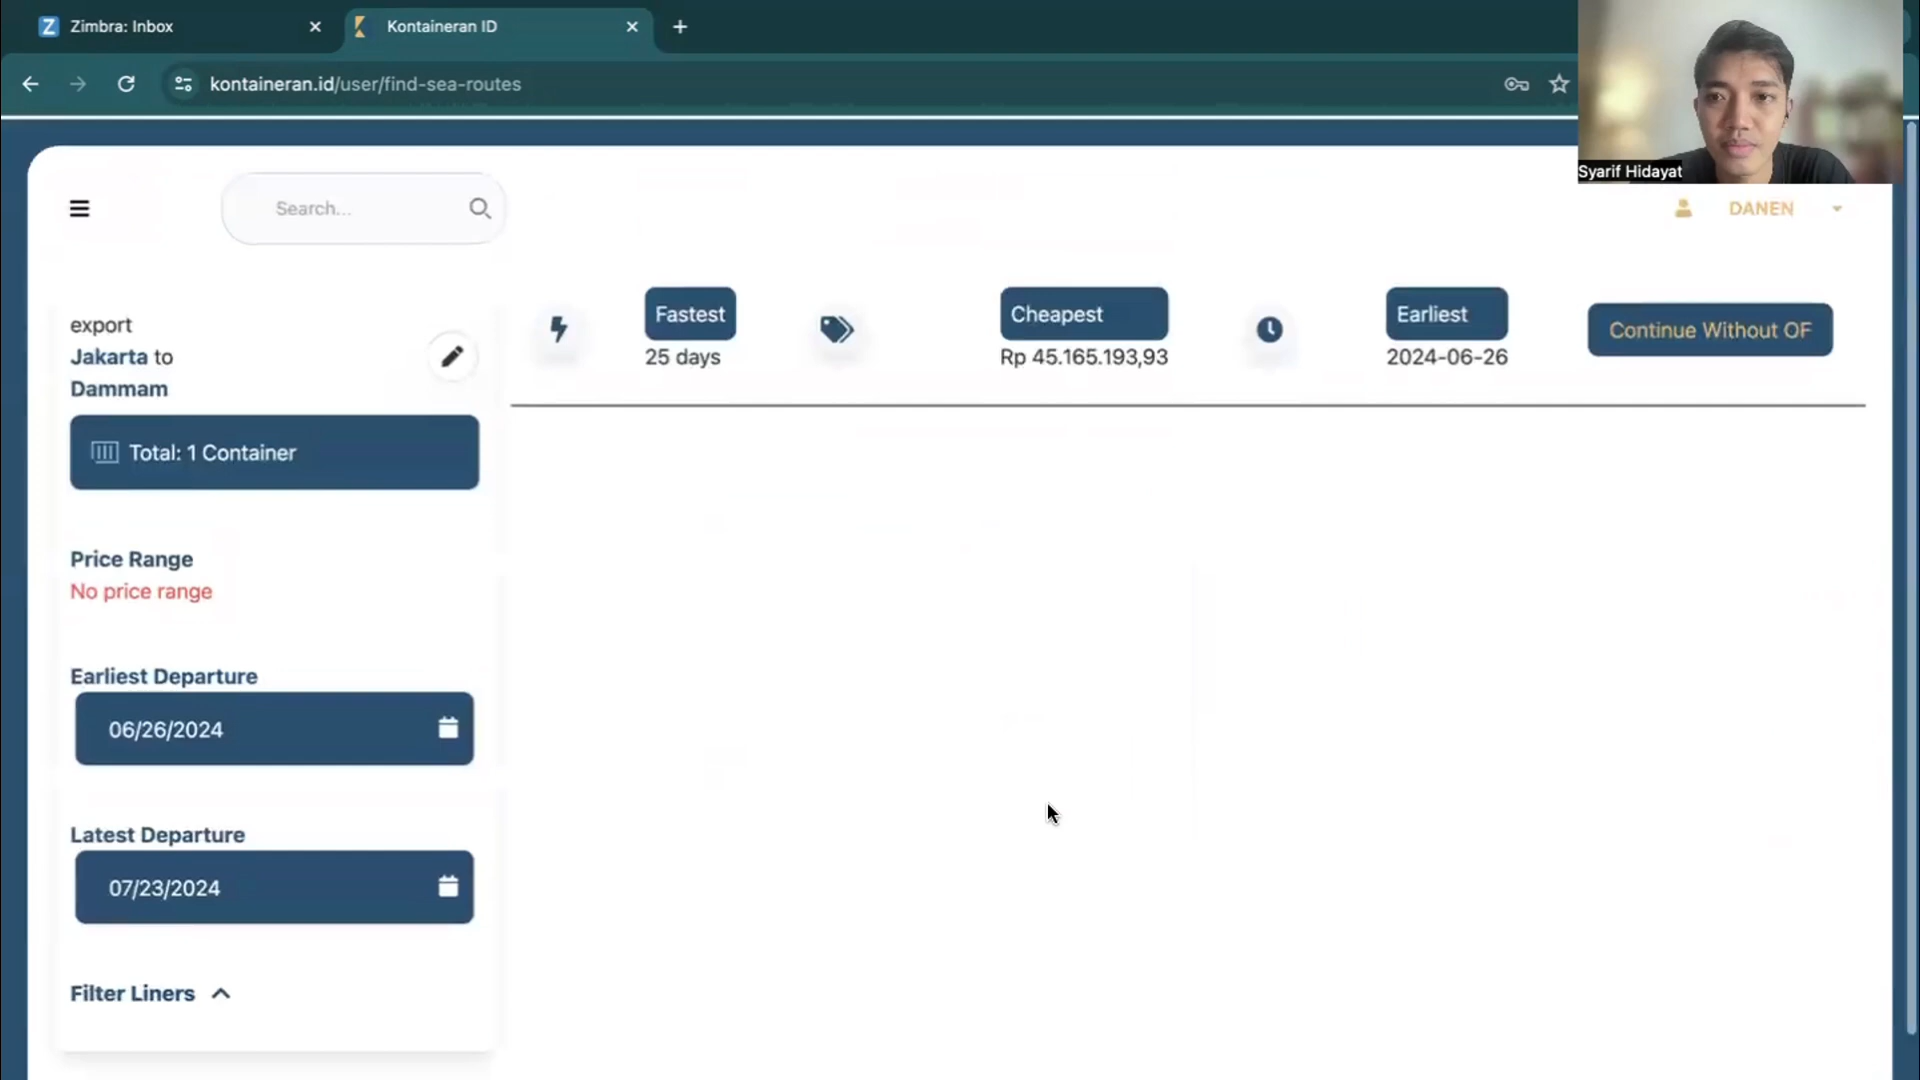 Zimbra: Inbox
Kontaineran ID
kontaineran.id/user/find-sea-routes
Syarif Hidayat
Search...
DANEN
export
Jakarta to
Dammam
Fastest
25 days
Cheapest
Rp 45.165.193,93
Earliest
2024-06-26
Continue Without OF
Total: 1 Container
Price Range
No price range
Earliest Departure
06/26/2024
Latest Departure
07/23/2024
Filter Liners